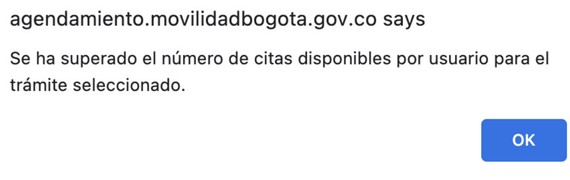 agendamiento.movilidadbogota.gov.co says
Se ha superado el número de citas disponibles por usuario para el
trámite seleccionado.
OK